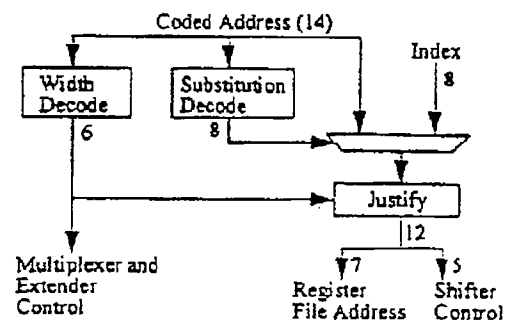 Coded Address (14)
Index
8
Width
Decode
Substitution
Decode
6
8
Justify
12
7
5
Multiplexer and
Extender
Control
Register
File Address
Shifter
Control